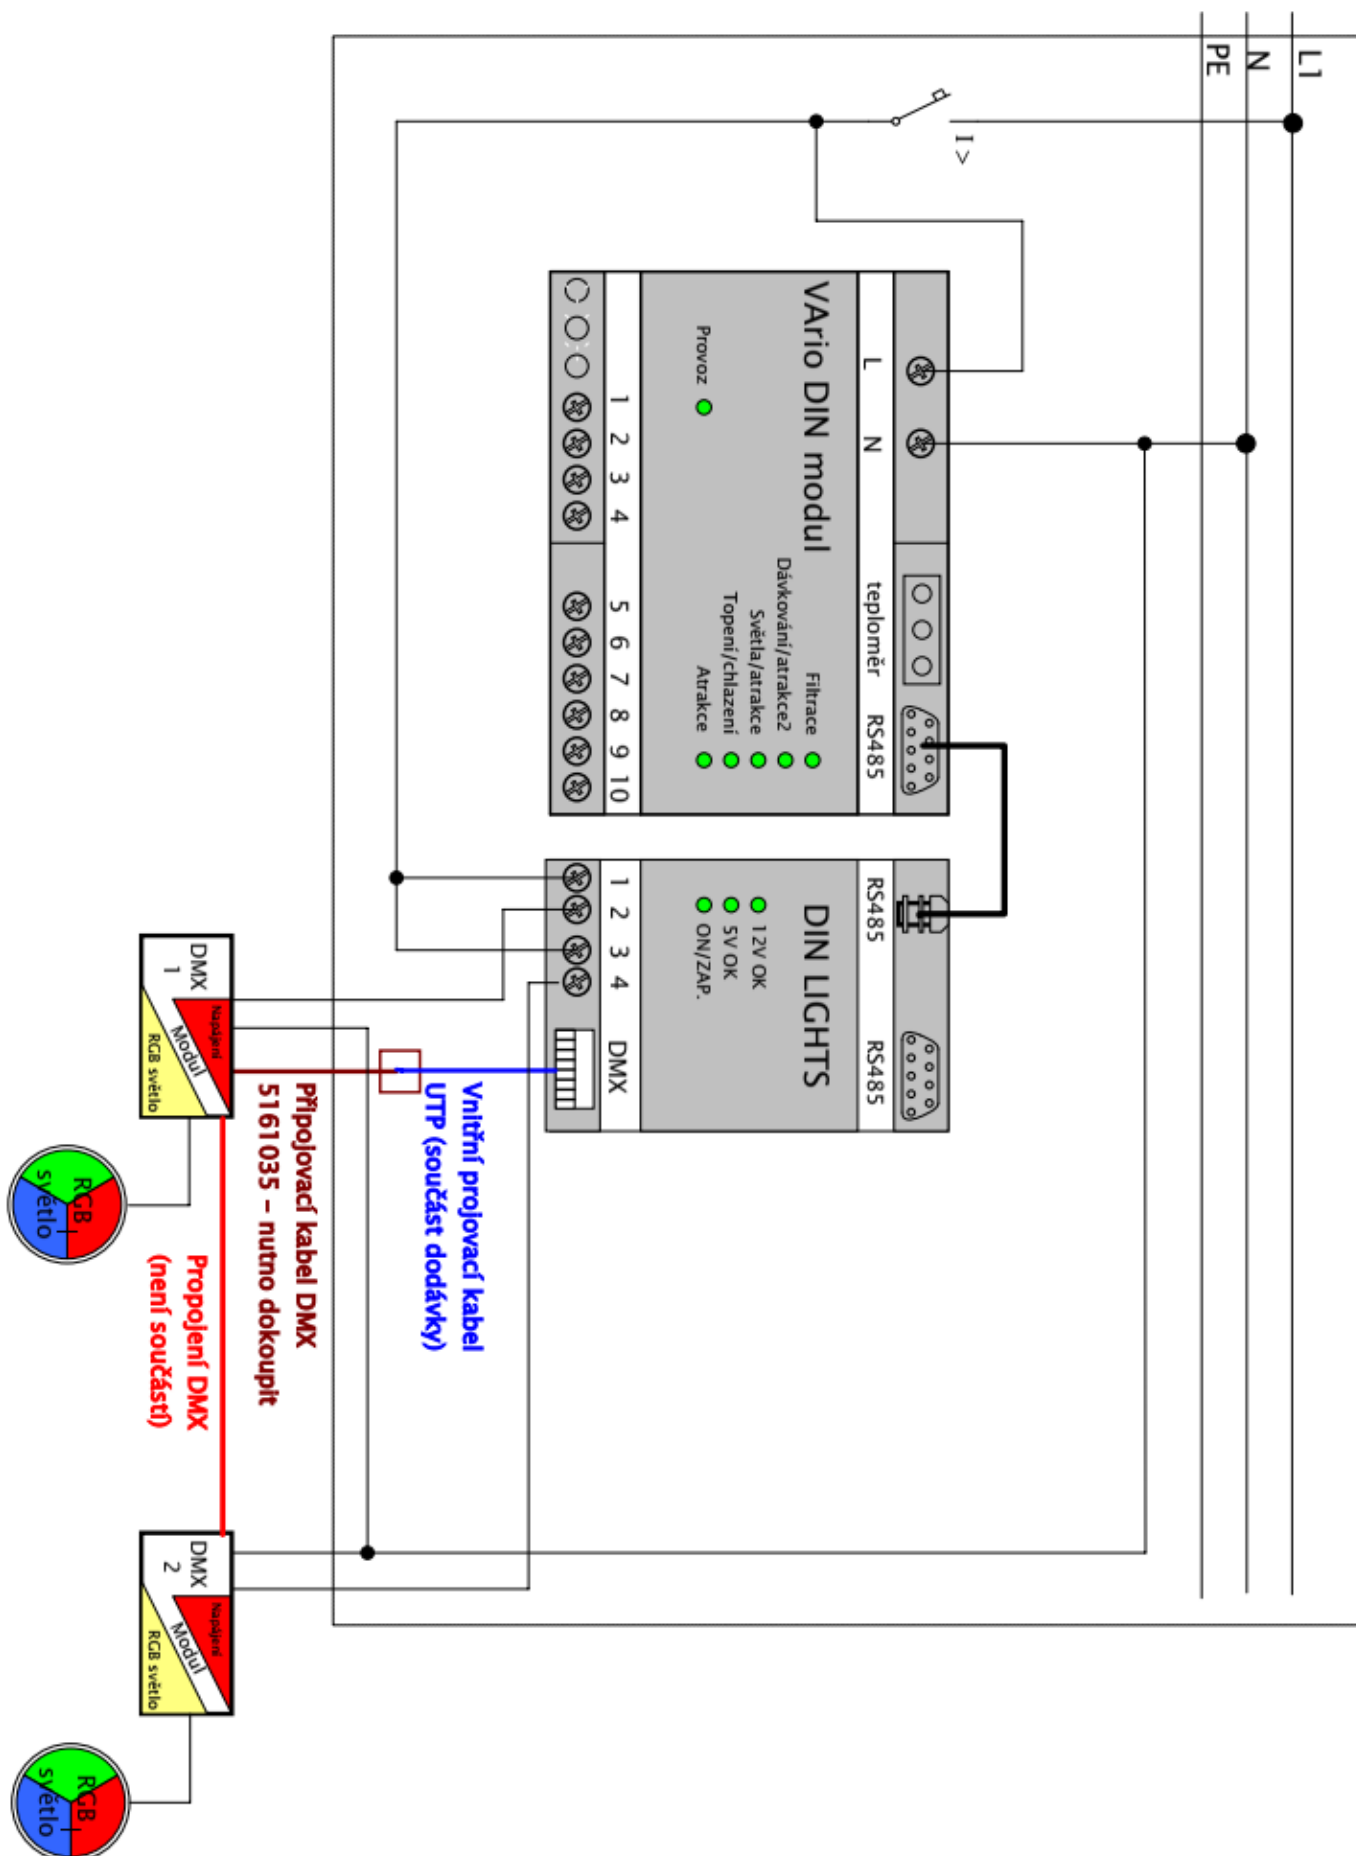 L1
N
PE
I >
VArio DIN modul
Provoz
L
N
teploměr
RS485
Filtrace
Dávkování/atrakce2
Světla/atrakce
Topení/chlazení
Atrakce
1
2
3
4
5
6
7
8
9
10
DIN LIGHTS
RS485
RS485
12V OK
5V OK
ON/ZAP.
1
2
3
4
DMX
Vnitřní projovací kabel
UTP (součást dodávky)
Připojovací kabel DMX
5161035 – nutno dokoupit
Propojení DMX
(není součástí)
DMX
1
Napájení
Modul
RGB světlo
RGB
světlo
DMX
2
Napájení
Modul
RGB světlo
RGB
světlo